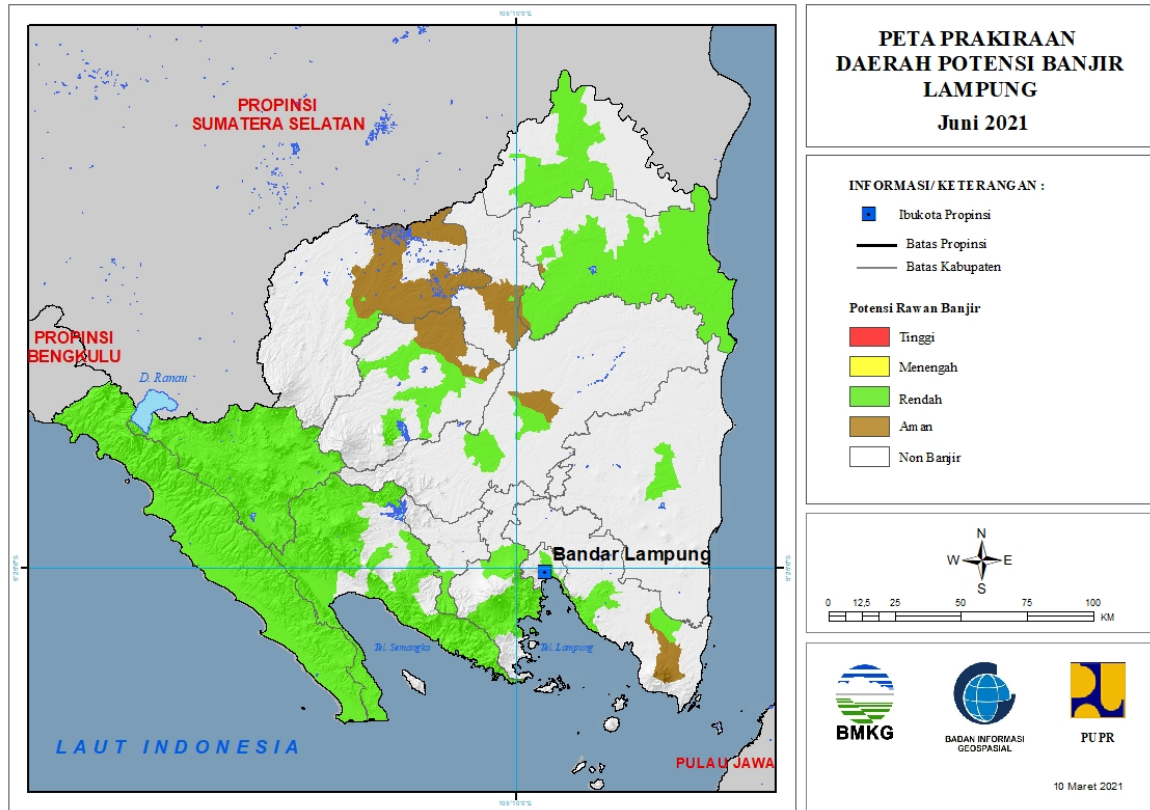 PETA PRAKIRAAN
DAERAH POTENSI BANJIR
LAMPUNG
Juni 2021
INFORMASI/KETERANGAN :
Ibukota Propinsi
Batas Propinsi
Batas Kabupaten
Potensi Rawan Banjir
Tinggi
Menengah
Rendah
Aman
Non Banjir
N
W E
S
0 12,5 25 50 75 100
KM
BMKG
BADAN INFORMASI
GEOSPASIAL
PUPR
10 Maret 2021
PROPINSI
SUMATERA SELATAN
PROPINSI
BENGKULU
D. Ranau
Bandar Lampung
Tel. Semangka
Tel. Lampung
LAUT INDONESIA
PULAU JAWA